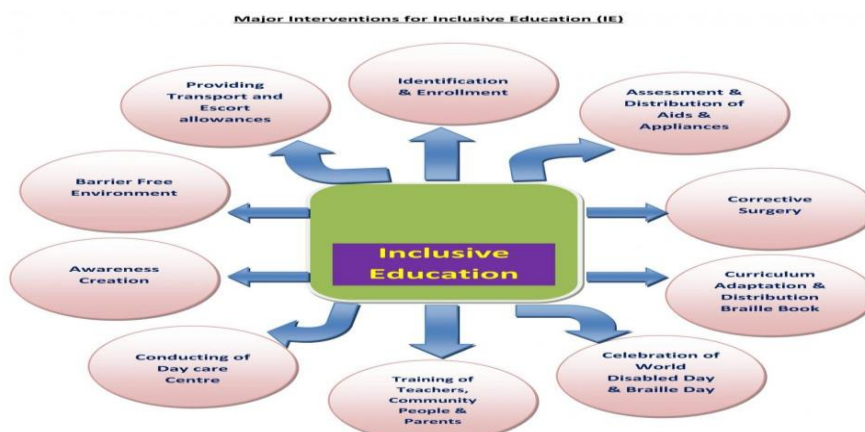 Major Interventions for Inclusive Education (IE)
Identification
& Enrollment
Assessment &
Distribution of
Aids &
Appliances
Corrective
Surgery
Curriculum
Adaptation &
Distribution
Braille Book
Celebration of
World
Disabled Day
& Braille Day
Training of
Teachers,
Community
People &
Parents
Conducting of
Day care
Centre
Awareness
Creation
Barrier Free
Environment
Providing
Transport and
Escort
allowances
Inclusive
Education